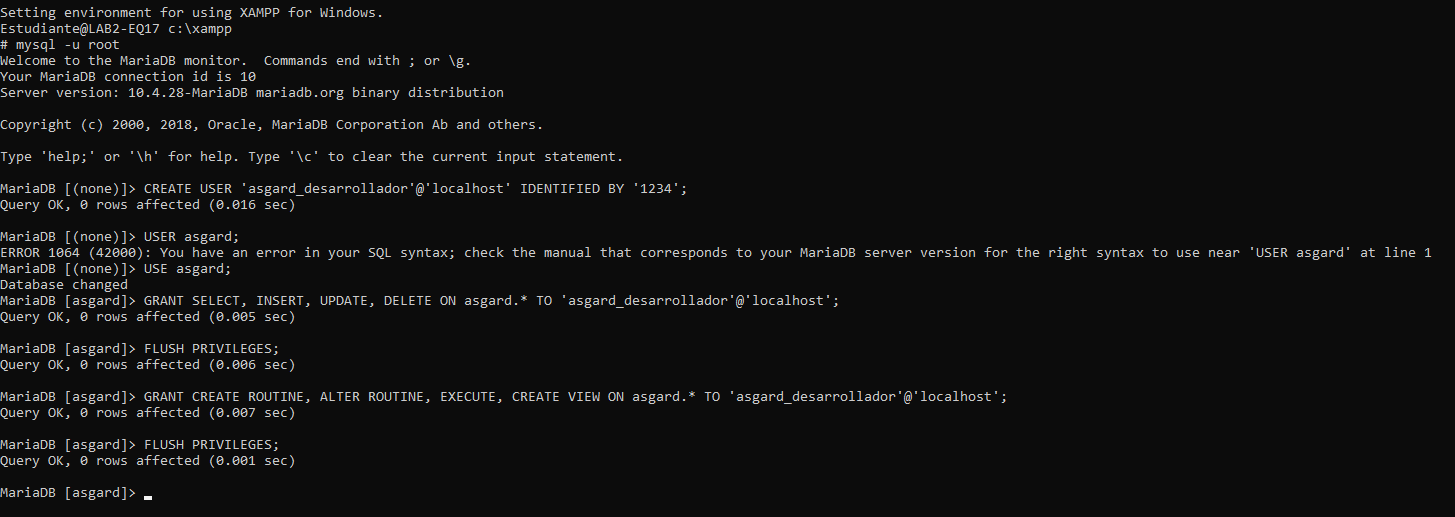 Setting environment for using XAMPP for Windows.
Estudiante@LAB2-EQ17 c:\xampp
# mysql -u root
Welcome to the MariaDB monitor.  Commands end with ; or \g.
Your MariaDB connection id is 10
Server version: 10.4.28-MariaDB mariadb.org binary distribution
Copyright (c) 2000, 2018, Oracle, MariaDB Corporation Ab and others.
Type 'help;' or '\h' for help. Type '\c' to clear the current input statement.
MariaDB [(none)]> CREATE USER 'asgard_desarrollador'@'localhost' IDENTIFIED BY '1234';
Query OK, 0 rows affected (0.016 sec)
MariaDB [(none)]> USER asgard;
ERROR 1064 (42000): You have an error in your SQL syntax; check the manual that corresponds to your MariaDB server version for the right syntax to use near 'USER asgard' at line 1
MariaDB [(none)]> USE asgard;
Database changed
MariaDB [asgard]> GRANT SELECT, INSERT, UPDATE, DELETE ON asgard.* TO 'asgard_desarrollador'@'localhost';
Query OK, 0 rows affected (0.005 sec)
MariaDB [asgard]> FLUSH PRIVILEGES;
Query OK, 0 rows affected (0.006 sec)
MariaDB [asgard]> GRANT CREATE ROUTINE, ALTER ROUTINE, EXECUTE, CREATE VIEW ON asgard.* TO 'asgard_desarrollador'@'localhost';
Query OK, 0 rows affected (0.007 sec)
MariaDB [asgard]> FLUSH PRIVILEGES;
Query OK, 0 rows affected (0.001 sec)
MariaDB [asgard]> _